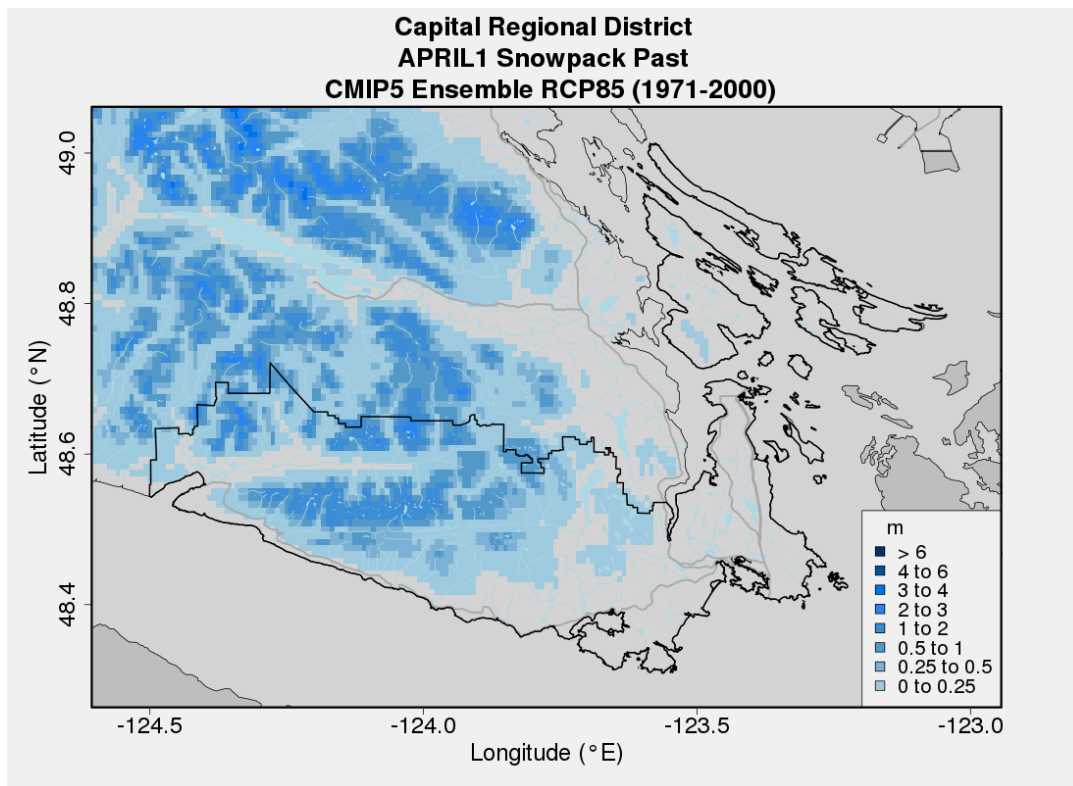 Capital Regional District
APRIL1 Snowpack Past
CMIP5 Ensemble RCP85 (1971-2000)
Latitude (°N)
49.0
48.8
48.6
48.4
m
> 6
4 to 6
3 to 4
2 to 3
1 to 2
0.5 to 1
0.25 to 0.5
0 to 0.25
-124.5
-124.0
-123.5
-123.0
Longitude (°E)